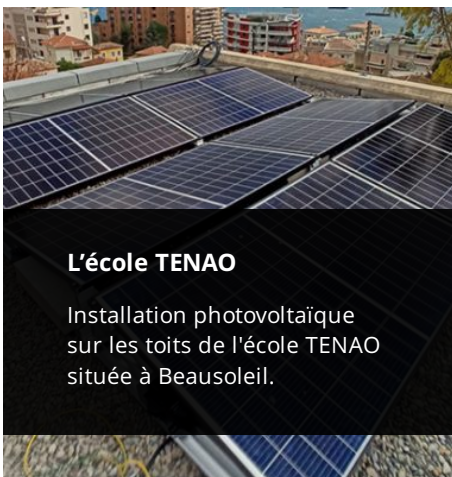 L’école TENAO
Installation photovoltaïque
sur les toits de l'école TENAO
située à Beausoleil.